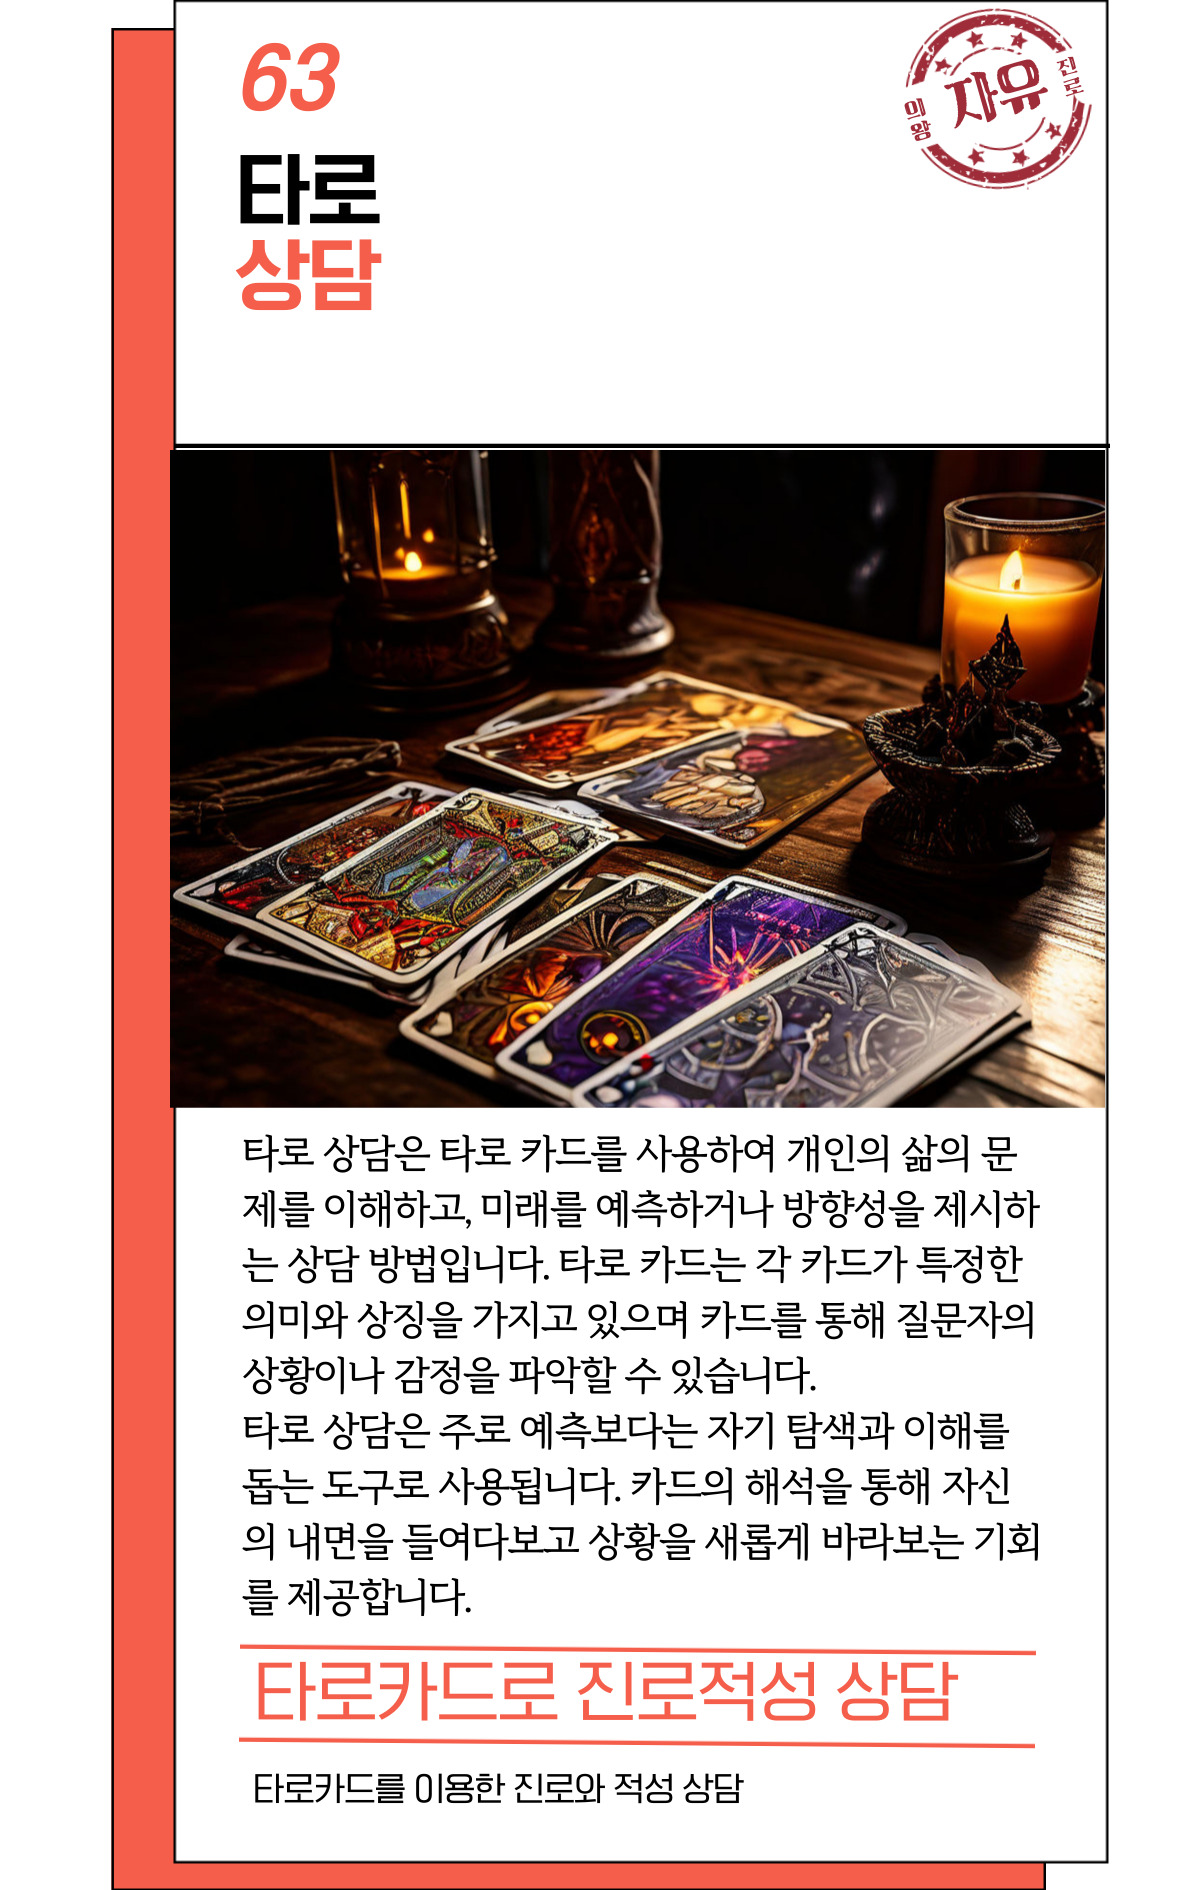 63
타로
상담
의왕
자유
진로
타로 상담은 타로 카드를 사용하여 개인의 삶의 문
제를 이해하고, 미래를 예측하거나 방향성을 제시하
는 상담 방법입니다. 타로 카드는 각 카드가 특정한
의미와 상징을 가지고 있으며 카드를 통해 질문자의
상황이나 감정을 파악할 수 있습니다.
타로 상담은 주로 예측보다는 자기 탐색과 이해를
돕는 도구로 사용됩니다. 카드의 해석을 통해 자신
의 내면을 들여다보고 상황을 새롭게 바라보는 기회
를 제공합니다.
타로카드로 진로적성 상담
타로카드를 이용한 진로와 적성 상담